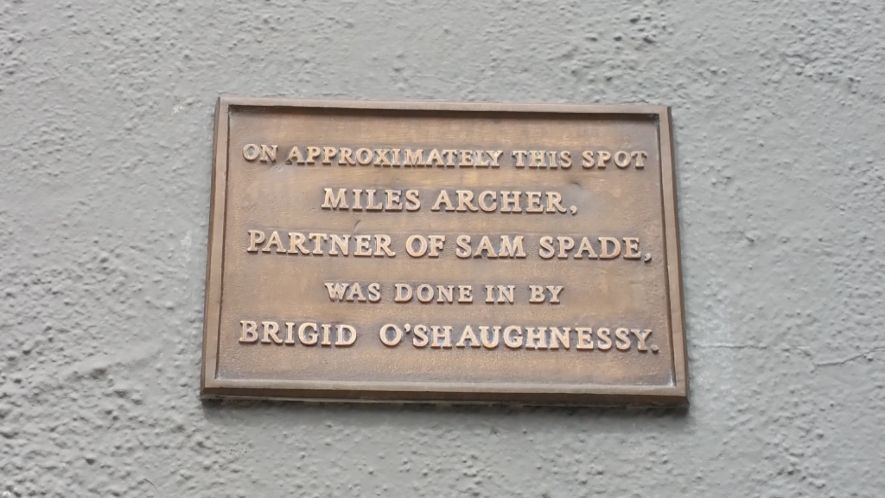 ON APPROXIMATELY THIS SPOT
MILES ARCHER,
PARTNER OF SAM SPADE,
WAS DONE IN BY
BRIGID O'SHAUGHNESSY.